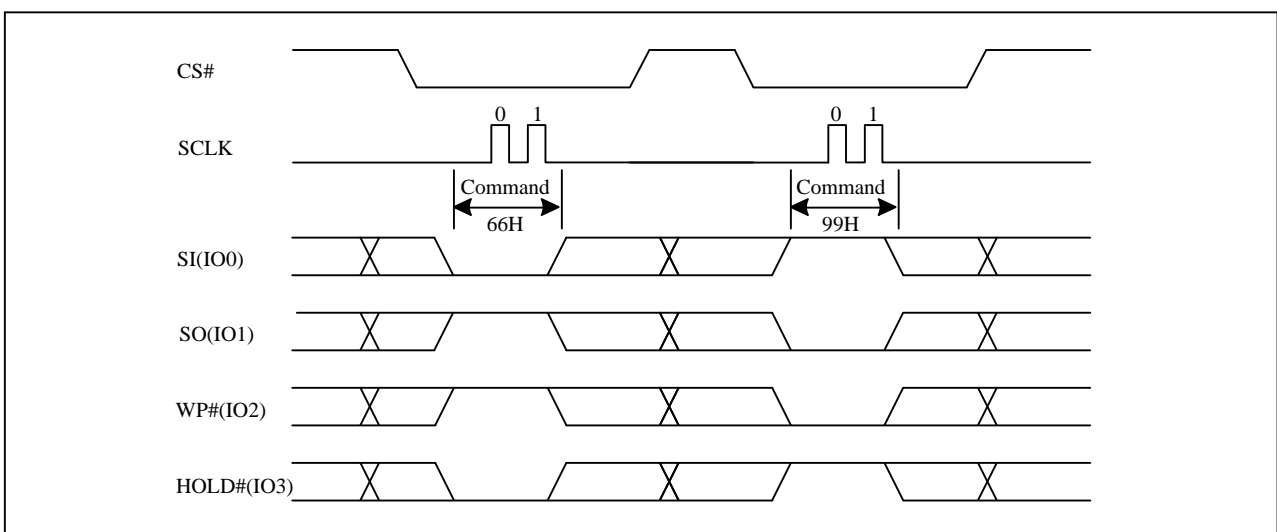 CS#
0 1 0 1
SCLK
Command Command
66H 99H
SI(IO0)
SO(IO1)
WP#(IO2)
HOLD#(IO3)